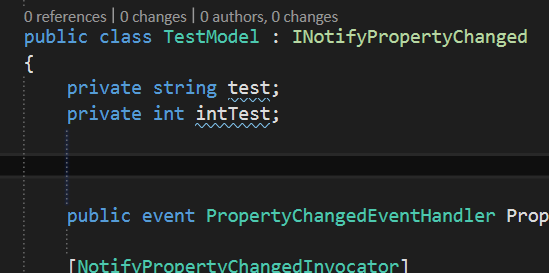 0 references | 0 changes | 0 authors, 0 changes
public class TestModel : INotifyPropertyChanged
{
private string test;
private int intTest;
public event PropertyChangedEventHandler Prop
[NotifyPropertyChangedInvocator]